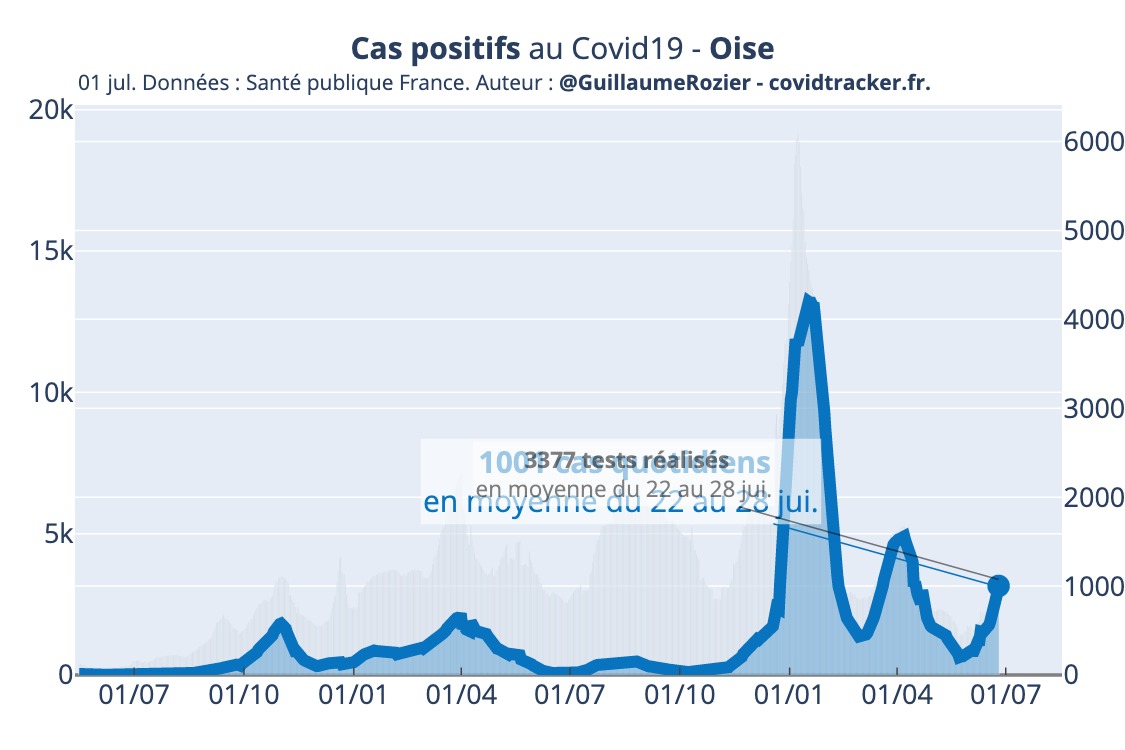 Cas positifs au Covid19 - Oise
01 jul. Données : Santé publique France. Auteur : @GuillaumeRozier - covidtracker.fr.
20k
15k
10k
5k
0
6000
5000
4000
3000
2000
1000
0
3377 tests réalisés
en moyenne du 22 au 28 jui.
1001 cas quotidiens
en moyenne du 22 au 28 jui.
01/07 01/10 01/01 01/04 01/07 01/10 01/01 01/04 01/07